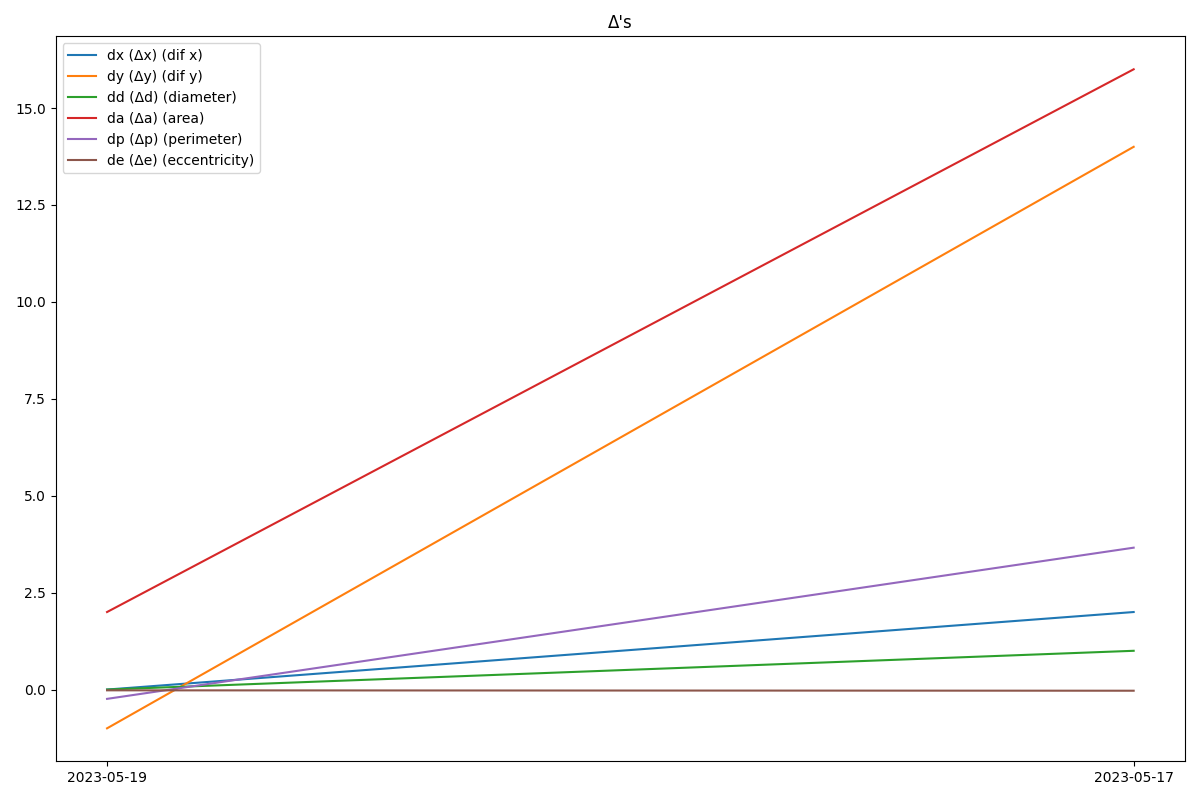 Δ's
dx (Δx) (dif x)
dy (Δy) (dif y)
dd (Δd) (diameter)
da (Δa) (area)
dp (Δp) (perimeter)
de (Δe) (eccentricity)
15.0
12.5
10.0
7.5
5.0
2.5
0.0
2023-05-19
2023-05-17